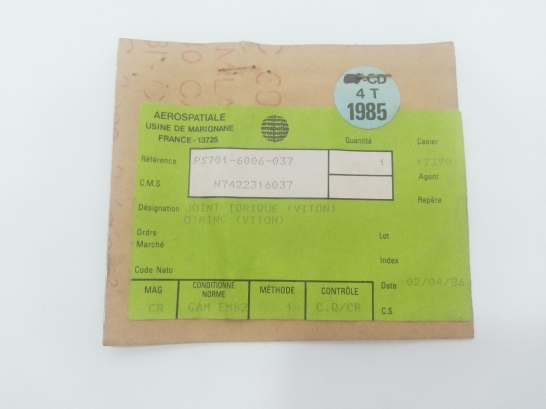 CD
4 T
1985
AEROSPATIALE
USINE DE MARIGNANE
FRANCE - 13725
Quantité
Casier
Référence
PS701-6006-037
1
Y7390
C.M.S.
N7422316037
Agent
Désignation
JOINT TORIQUE (VITON)
O'RING (VITON)
Repère
Ordre
Marché
Lot
Code Nato
Index
Date
02/04/86
MAG
CONDITIONNE
NORME
MÉTHODE
CONTRÔLE
CR
GAM EMB2
1
C.Q/CR
C.S.